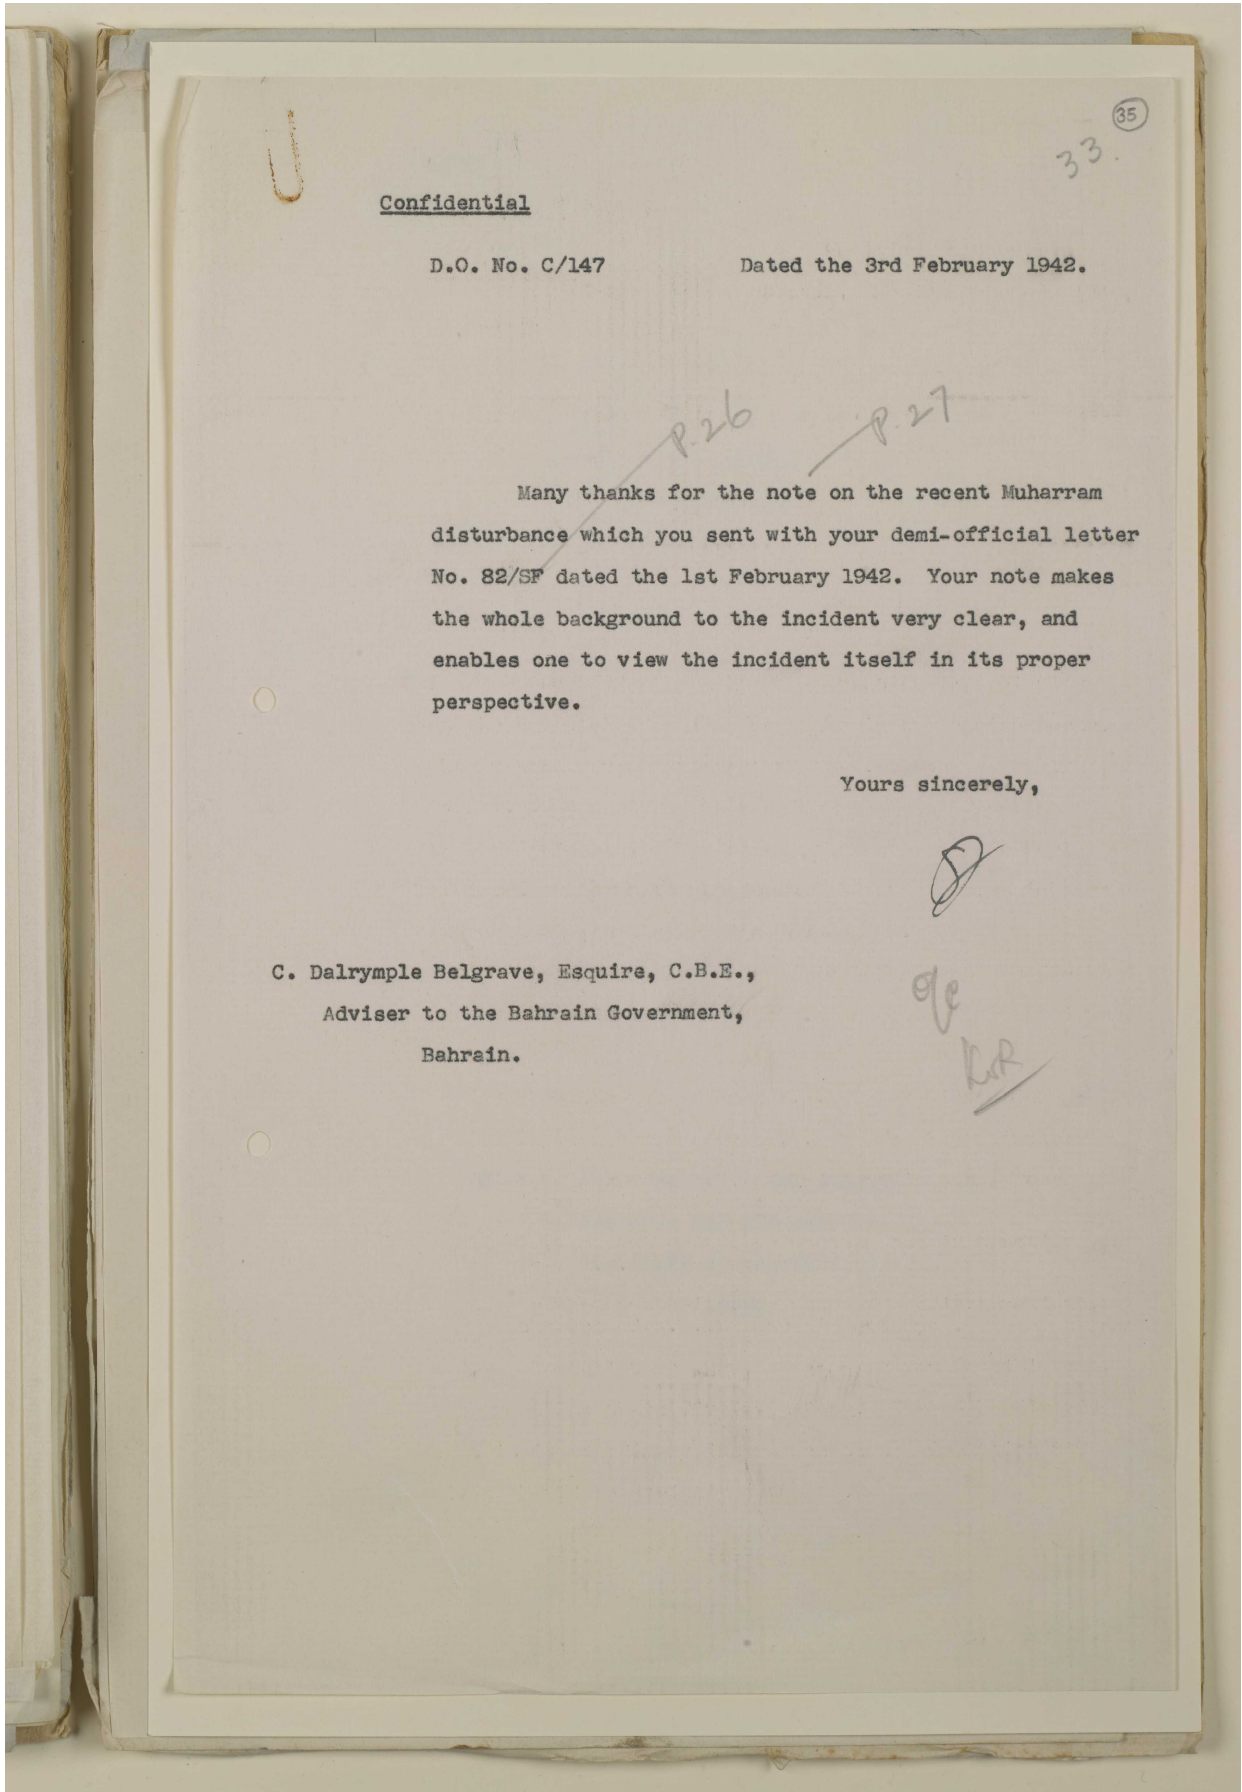 35
33.
Confidential
D.O. No. C/147 Dated the 3rd February 1942.
p.26 p.27
Many thanks for the note on the recent Muharram
disturbance which you sent with your demi-official letter
No. 82/SF dated the 1st February 1942. Your note makes
the whole background to the incident very clear, and
enables one to view the incident itself in its proper
perspective.
Yours sincerely,
C. Dalrymple Belgrave, Esquire, C.B.E.,
Adviser to the Bahrain Government,
Bahrain.